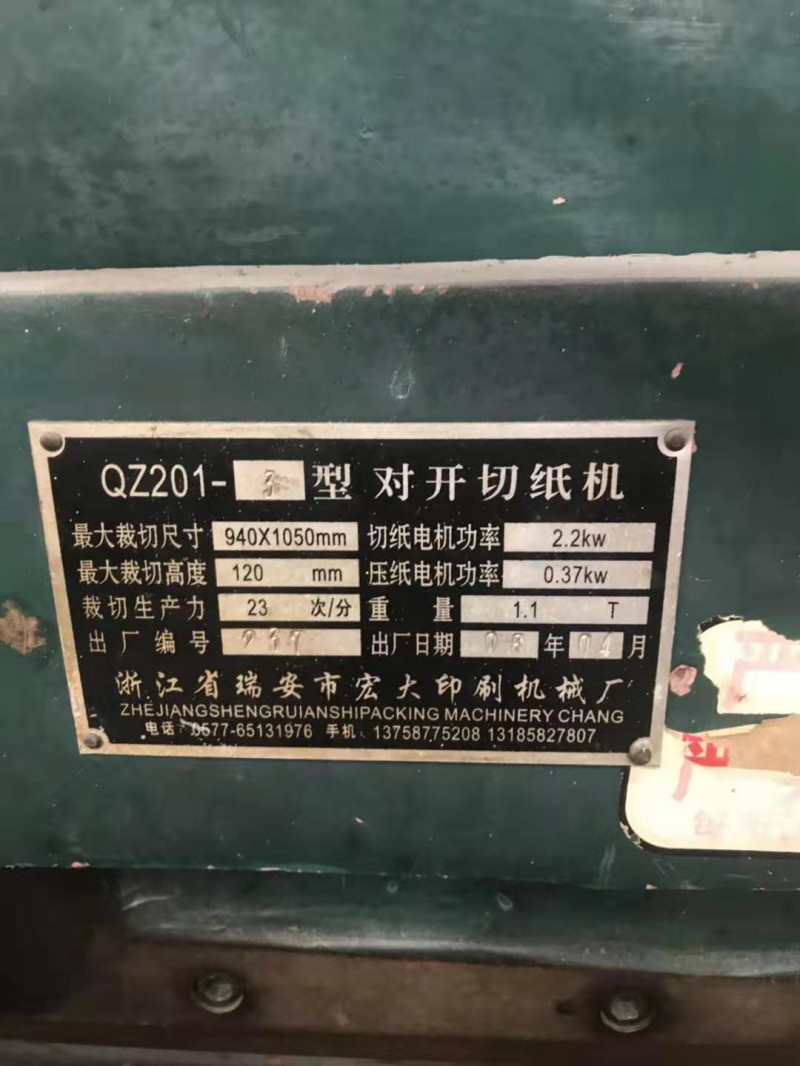 QZ201- 型 对开切纸机
最大裁切尺寸 940X1050mm 切纸电机功率 2.2kw
最大裁切高度 120 mm 压纸电机功率 0.37kw
裁切生产力 23 次/分 重 量 1.1 T
出厂编号 出厂日期 08 年 04 月
浙江省瑞安市宏大印刷机械厂
ZHEJIANGSHENGRUIANSHIPACKING MACHINERY CHANG
电话:0577-65131976 手机 13758775208 13185827807
严